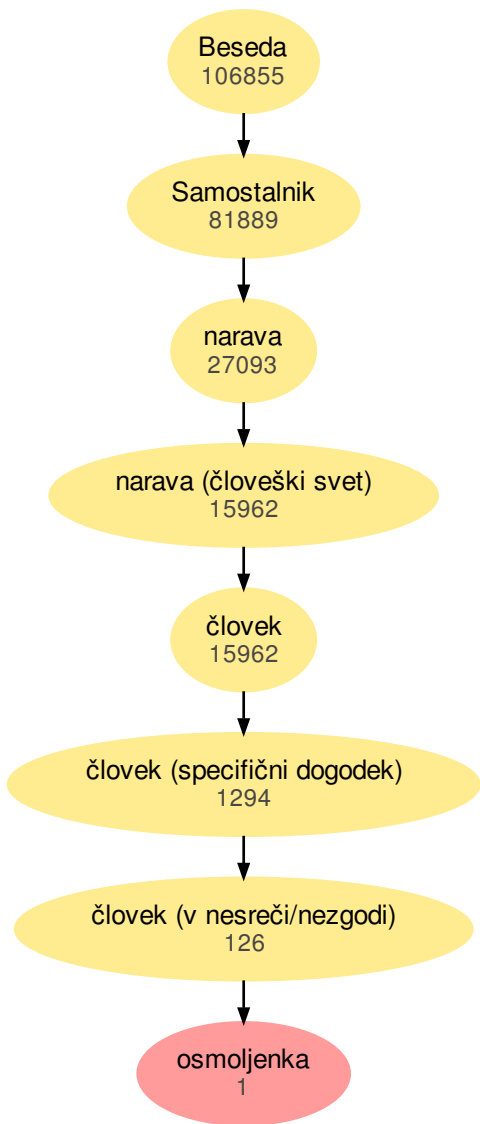 Beseda
106855
Samostalnik
81889
narava
27093
narava (človeški svet)
15962
človek
15962
človek (specifični dogodek)
1294
človek (v nesreči/nezgodi)
126
osmoljenka
1